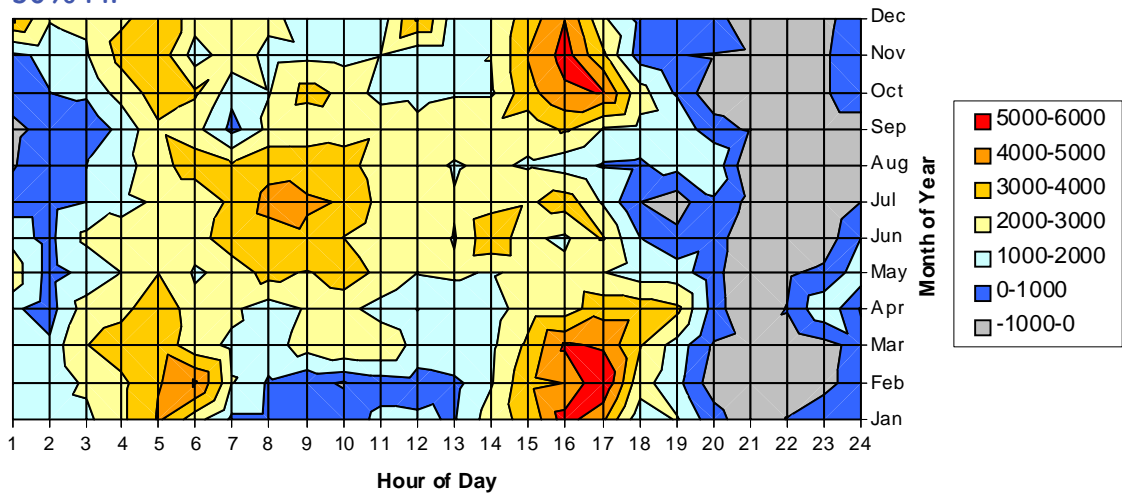 Dec
Nov
Oct
Sep
Aug
Jul
Jun
May
Apr
Mar
Feb
Jan
Month of Year
1 2 3 4 5 6 7 8 9 10 11 12 13 14 15 16 17 18 19 20 21 22 23 24
Hour of Day
5000-6000
4000-5000
3000-4000
2000-3000
1000-2000
0-1000
-1000-0